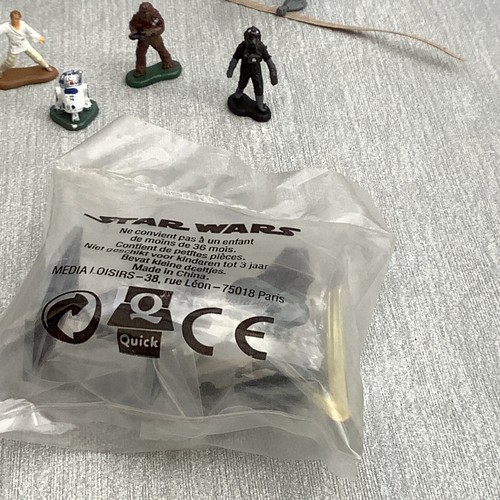 STAR WARS
Ne convient pas à un enfant
de moins de 36 mois.
Contient de petites pièces.
Niet geschikt voor kinderen tot 3 jaar
Bevat kleine dceltjes.
Made in China.
MEDIA LOISIRS-38, rue Léon-75018 Paris
Quick
CE